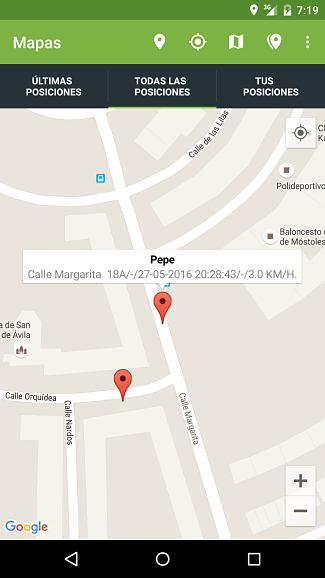 3G 7:19
Mapas
ÚLTIMAS
POSICIONES
TODAS LAS
POSICIONES
TUS
POSICIONES
Calle de las Lilas
Polideportivo
Baloncesto
de Móstoles
Pepe
Calle Margarita 18A/-/27-05-2016 20:28:43/-/3.0 KM/H.
a de San
de Ávila
Calle Orquídea
Calle Nardos
Calle Margarita
Google